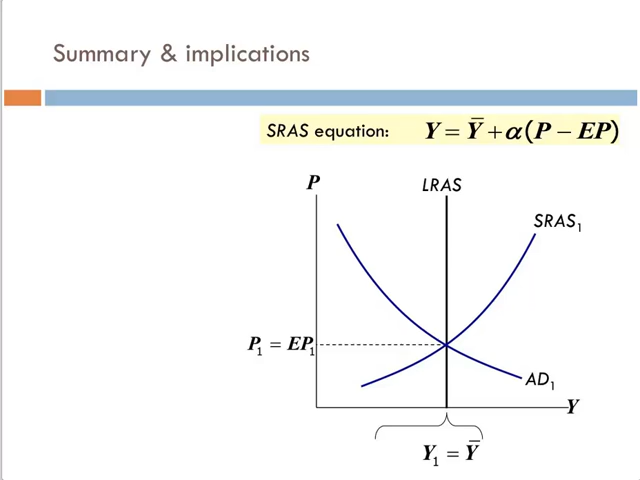 Summary & implications
SRAS equation: Y = Ȳ + α(P − EP)
P
LRAS
SRAS₁
P₁ = EP₁
AD₁
Y
Y₁ = Ȳ